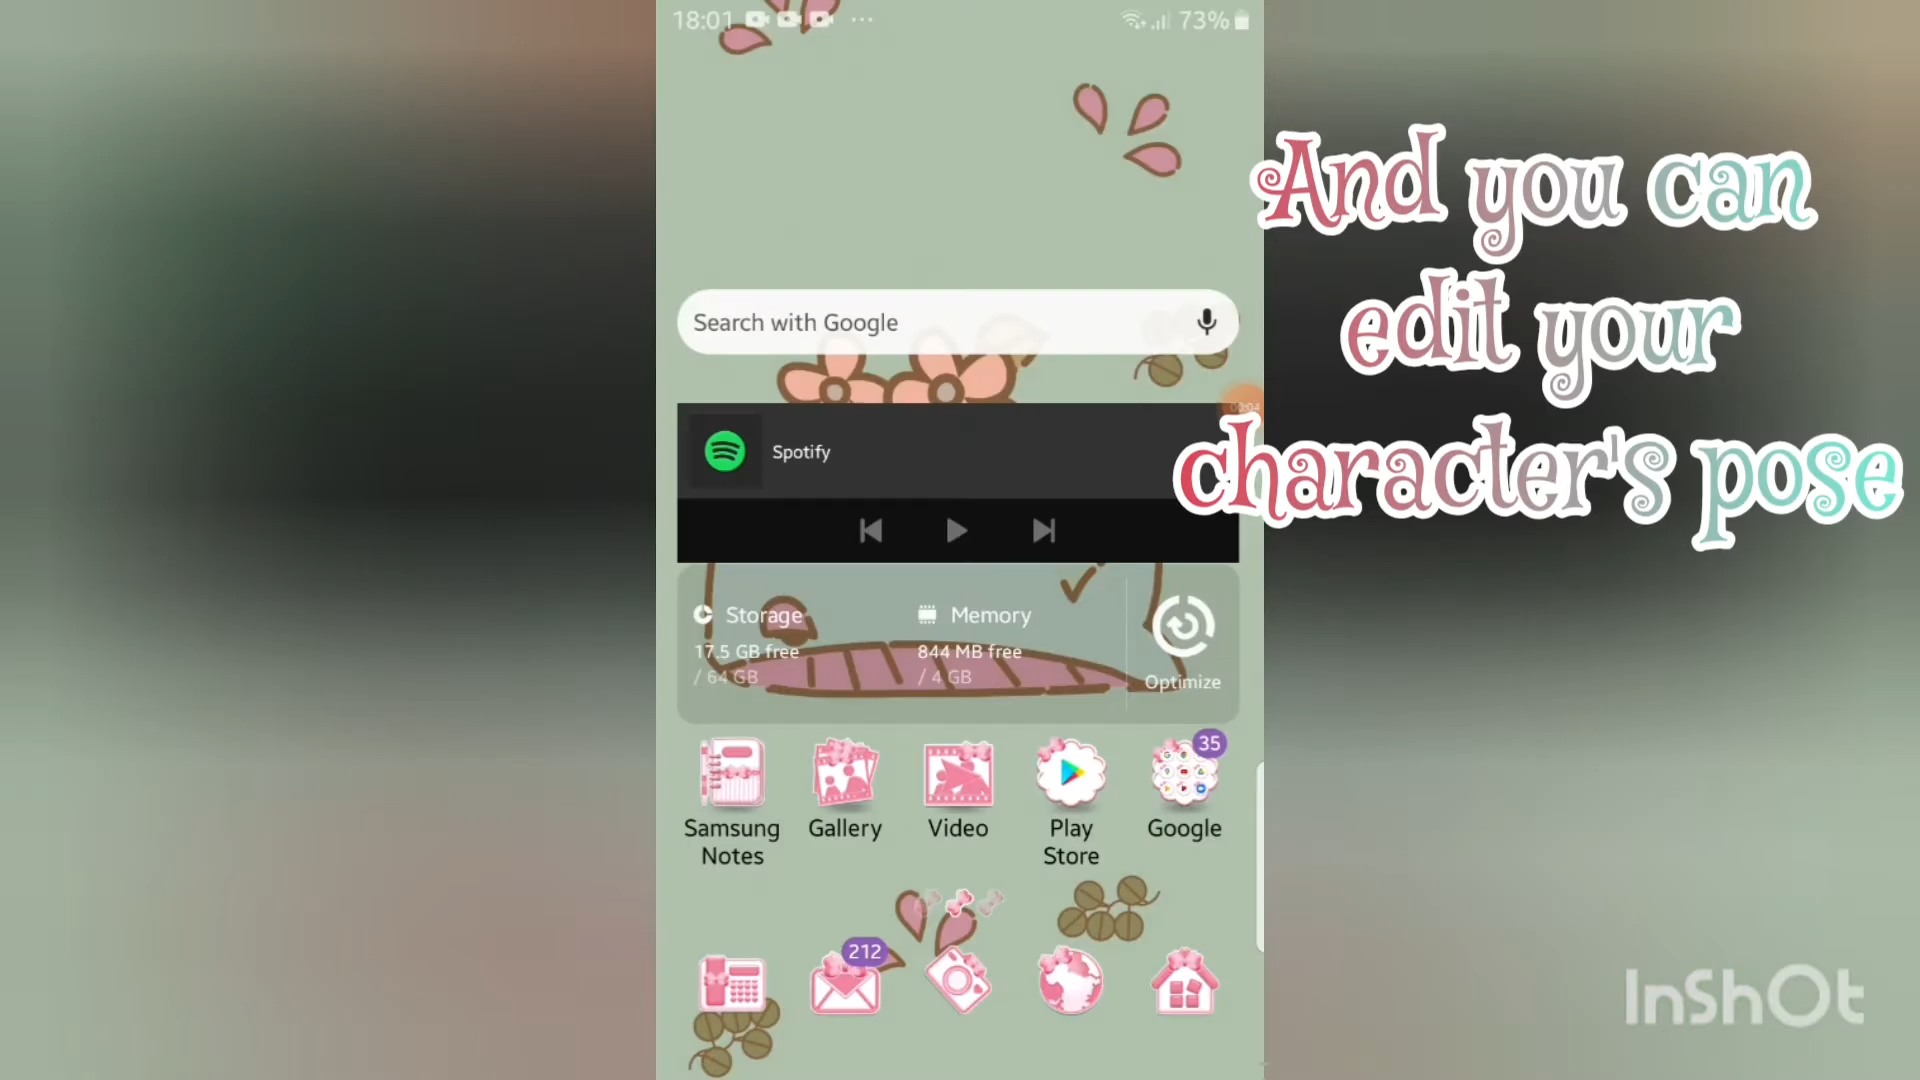 18:01
73%
And you can
edit your
character's pose
Search with Google
00:04
Spotify
Storage
17.5 GB free
/ 64 GB
Memory
844 MB free
/ 4 GB
Optimize
35
Samsung
Notes
Gallery
Video
Play
Store
Google
212
InShOt